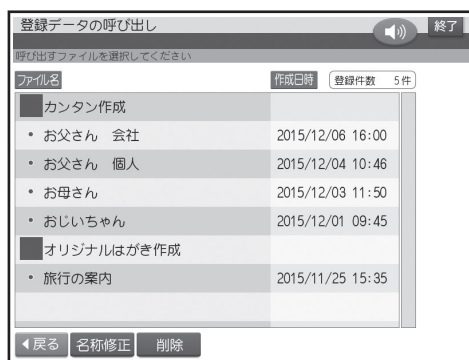 登録データの呼び出し
終了
呼び出すファイルを選択してください
ファイル名 作成日時 登録件数 5件
カンタン作成
・ お父さん 会社 2015/12/06 16:00
・ お父さん 個人 2015/12/04 10:46
・ お母さん 2015/12/03 11:50
・ おじいちゃん 2015/12/01 09:45
オリジナルはがき作成
・ 旅行の案内 2015/11/25 15:35
戻る 名称修正 削除